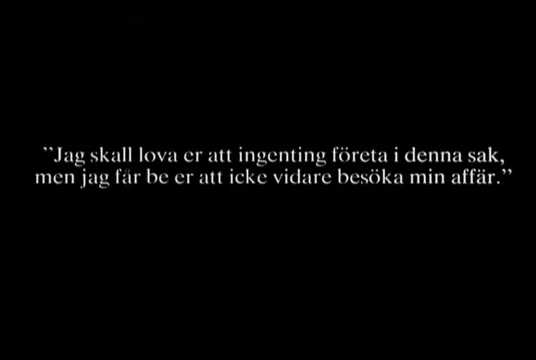 ”Jag skall lova er att ingenting företa i denna sak,
men jag får be er att icke vidare besöka min affär.”